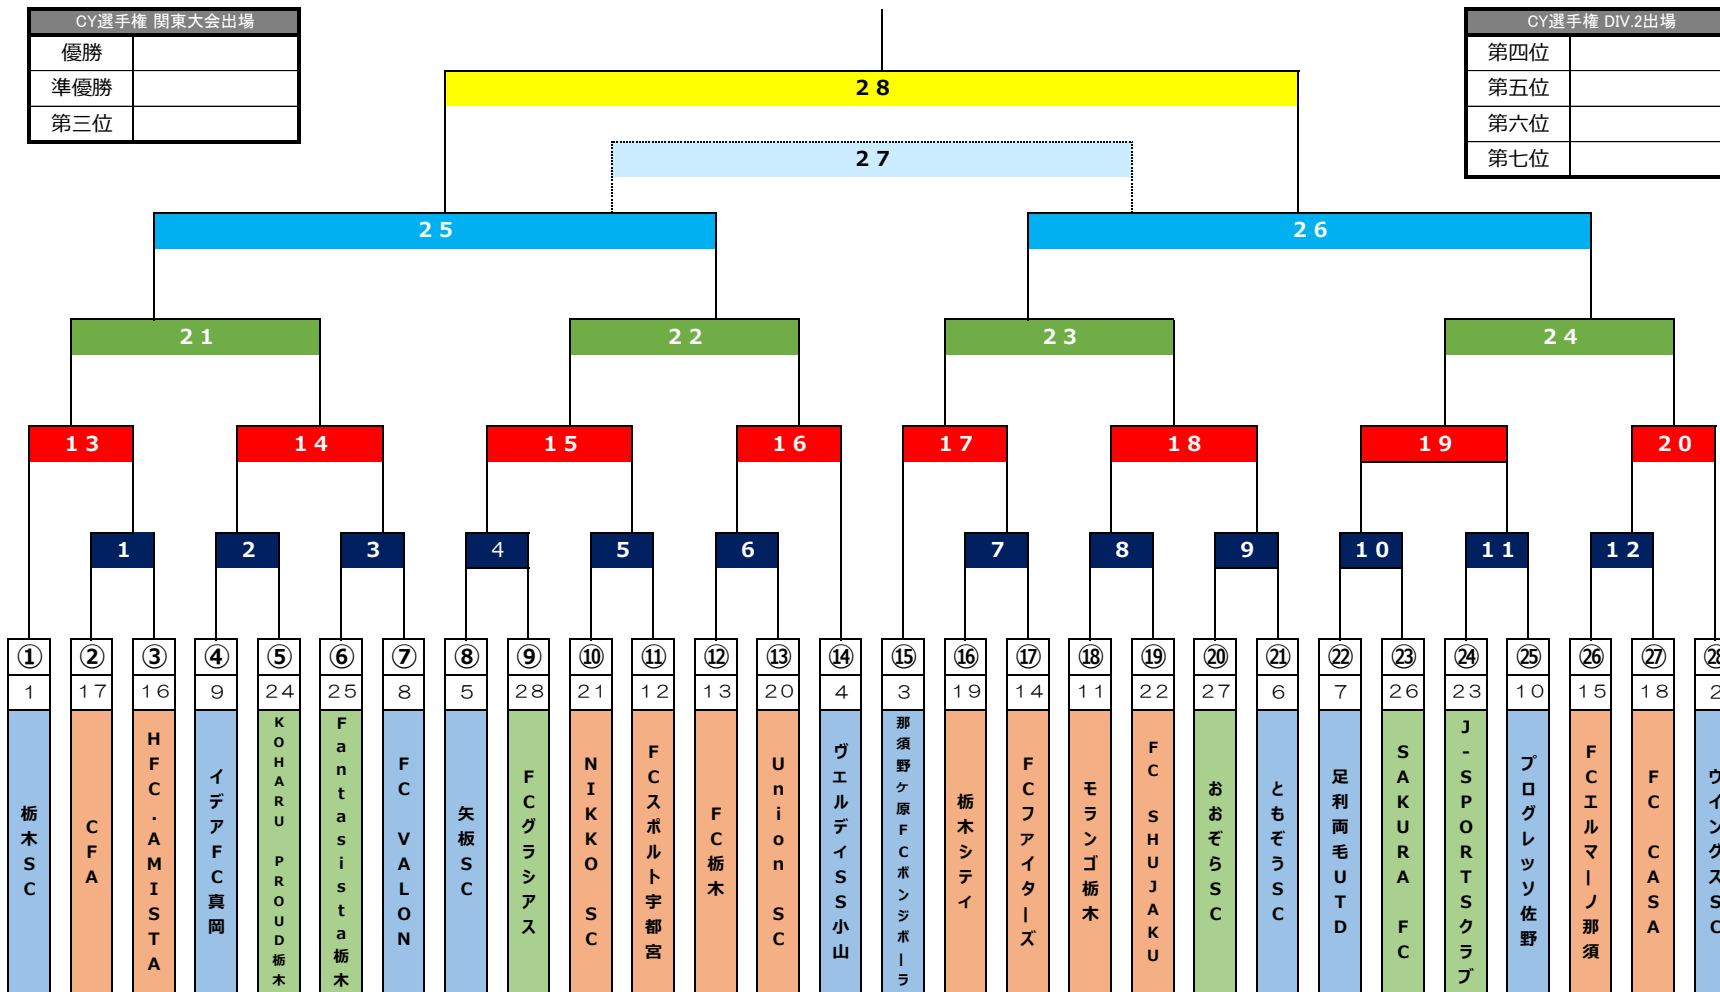 CY選手権 関東大会出場
優勝
準優勝
第三位
CY選手権 DIV.2出場
第四位
第五位
第六位
第七位
28
27
25 26
21 22 23 24
13 14 15 16 17 18 19 20
1 2 3 4 5 6 7 8 9 10 11 12
① ② ③ ④ ⑤ ⑥ ⑦ ⑧ ⑨ ⑩ ⑪ ⑫ ⑬ ⑭ ⑮ ⑯ ⑰ ⑱ ⑲ ⑳ ㉑ ㉒ ㉓ ㉔ ㉕ ㉖ ㉗ ㉘
1 17 16 9 24 25 8 5 28 21 12 13 20 4 3 19 14 11 22 27 6 7 26 23 10 15 18 2
栃木SC
CFA
HFC.AMISTA
イデアFC真岡
KOHARU PROUD栃木
Fantasista栃木
FC VALON
矢板SC
FCグラシアス
NIKKO SC
FCスポルト宇都宮
FC栃木
Union SC
ヴェルディSS小山
那須野ヶ原FCボンジボーラ
栃木シティ
FCファイターズ
モランゴ栃木
FC SHUJAKU
おおぞらSC
ともぞうSC
足利両毛UTD
SAKURA FC
J-SPORTSクラブ
プログレッソ佐野
FCエルマーノ那須
FC CASA
ウイングスSC